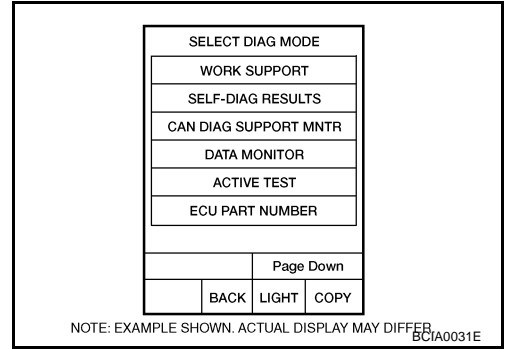 SELECT DIAG MODE
WORK SUPPORT
SELF-DIAG RESULTS
CAN DIAG SUPPORT MNTR
DATA MONITOR
ACTIVE TEST
ECU PART NUMBER
Page Down
BACK LIGHT COPY
NOTE: EXAMPLE SHOWN. ACTUAL DISPLAY MAY DIFFER.
BCIA0031E